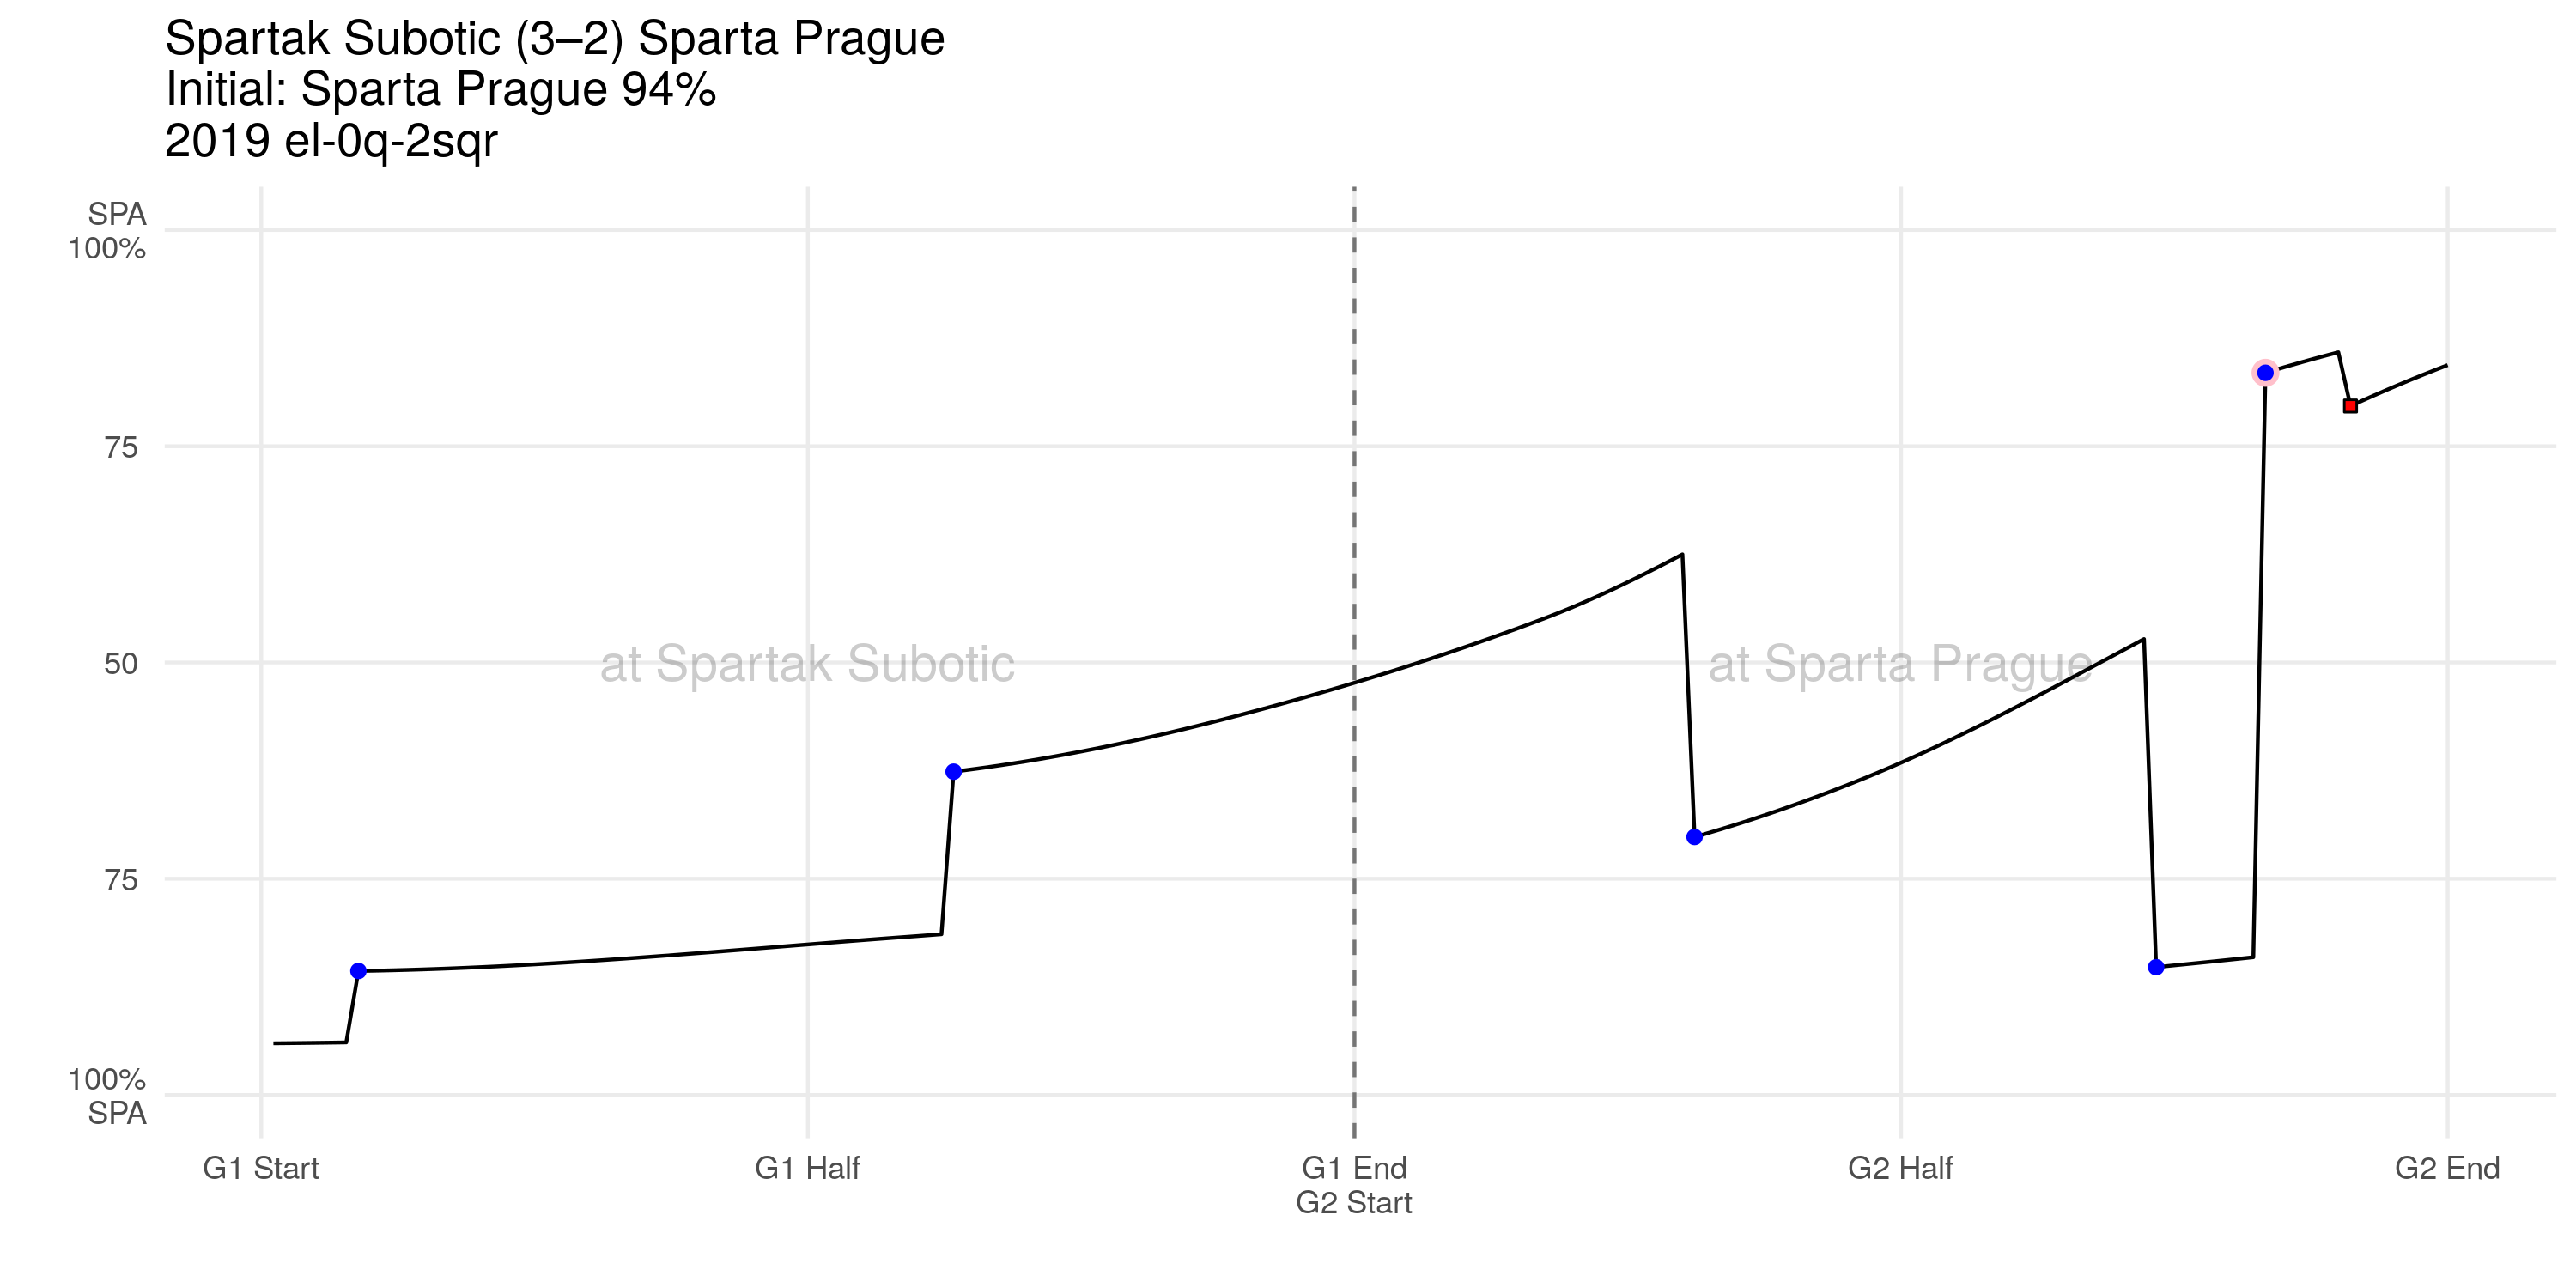 Spartak Subotic (3–2) Sparta Prague
Initial: Sparta Prague 94%
2019 el-0q-2sqr
SPA
100%
75
50
75
100%
SPA
at Spartak Subotic
at Sparta Prague
G1 Start
G1 Half
G1 End
G2 Start
G2 Half
G2 End